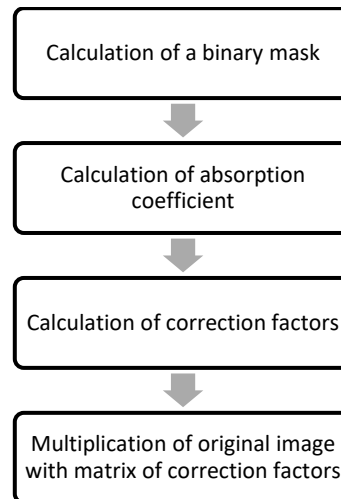 Calculation of a binary mask
Calculation of absorption
coefficient
Calculation of correction factors
Multiplication of original image
with matrix of correction factors